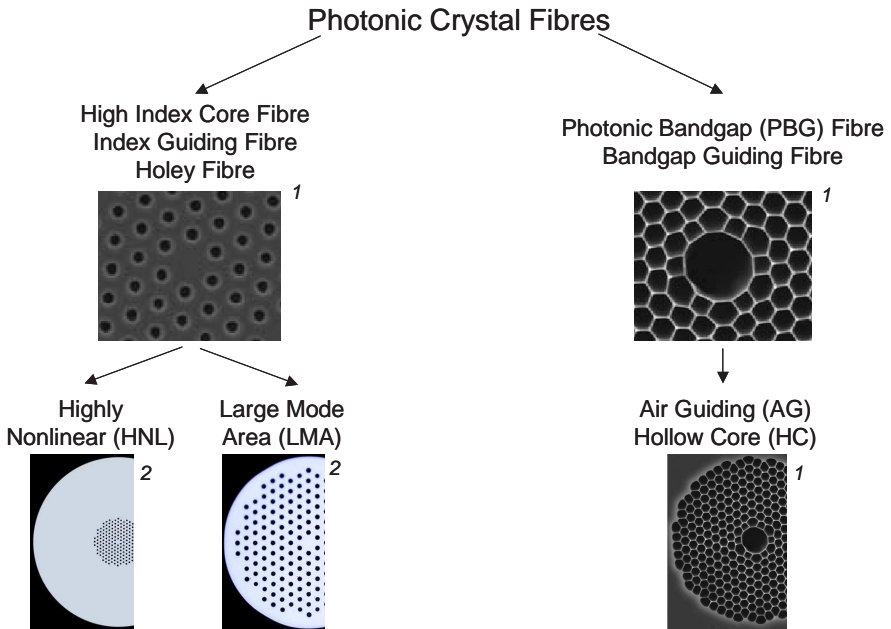 Photonic Crystal Fibres
High Index Core Fibre
Index Guiding Fibre
Holey Fibre
1
Photonic Bandgap (PBG) Fibre
Bandgap Guiding Fibre
1
Highly
Nonlinear (HNL)
2
Large Mode
Area (LMA)
2
Air Guiding (AG)
Hollow Core (HC)
1